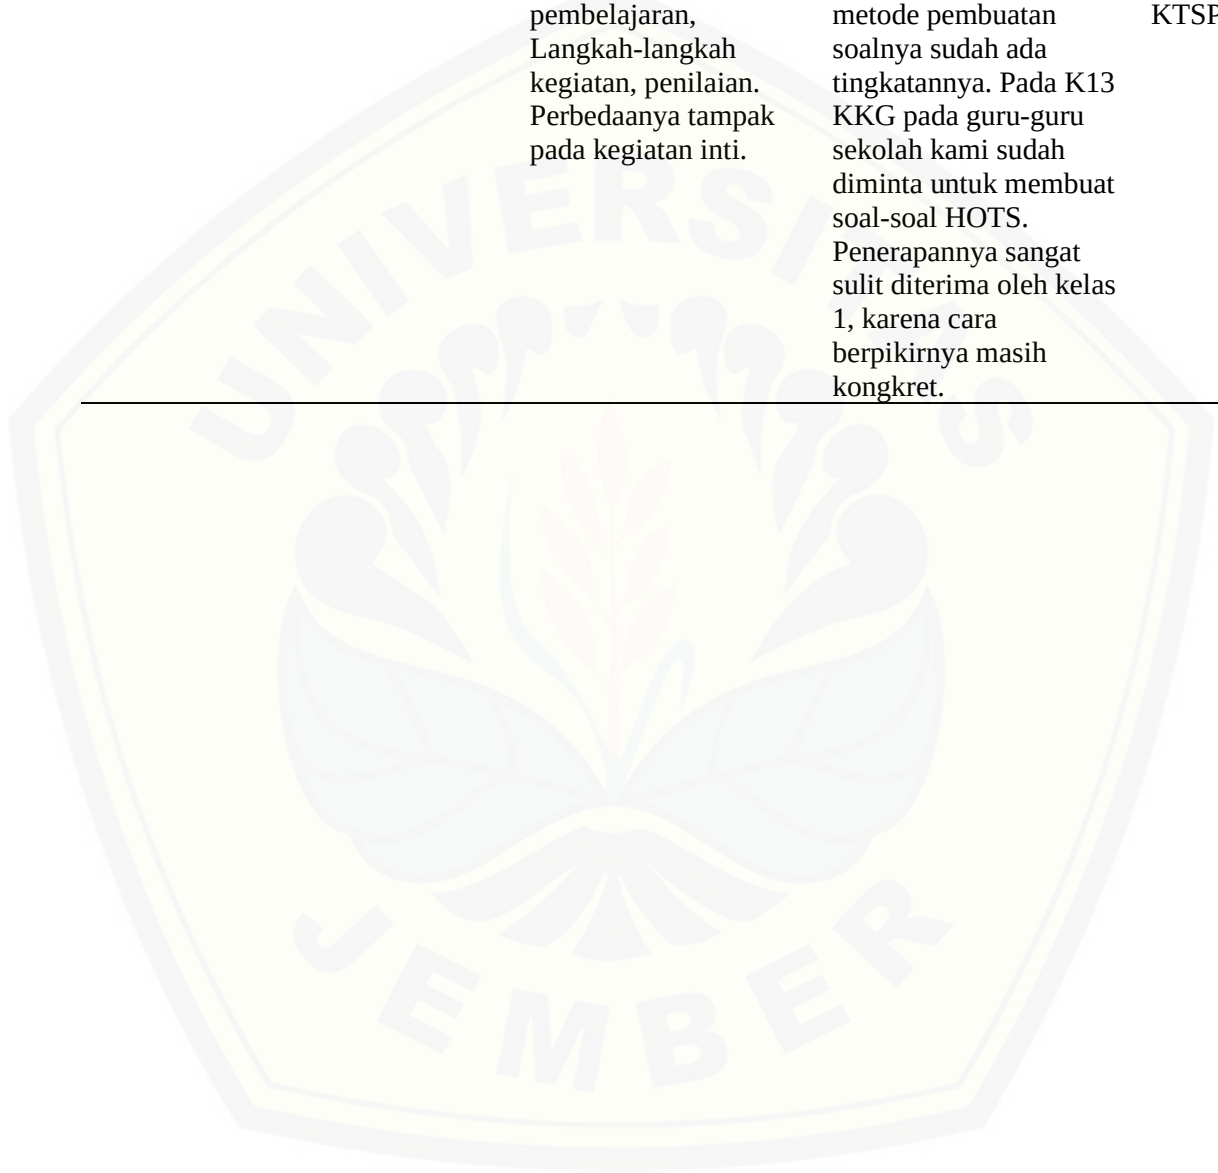 pembelajaran,
Langkah-langkah
kegiatan, penilaian.
Perbedaanya tampak
pada kegiatan inti.
metode pembuatan
soalnya sudah ada
tingkatannya. Pada K13
KKG pada guru-guru
sekolah kami sudah
diminta untuk membuat
soal-soal HOTS.
Penerapannya sangat
sulit diterima oleh kelas
1, karena cara
berpikirnya masih
kongkret.
KTSP
UNIVERSITAS
JEMBER